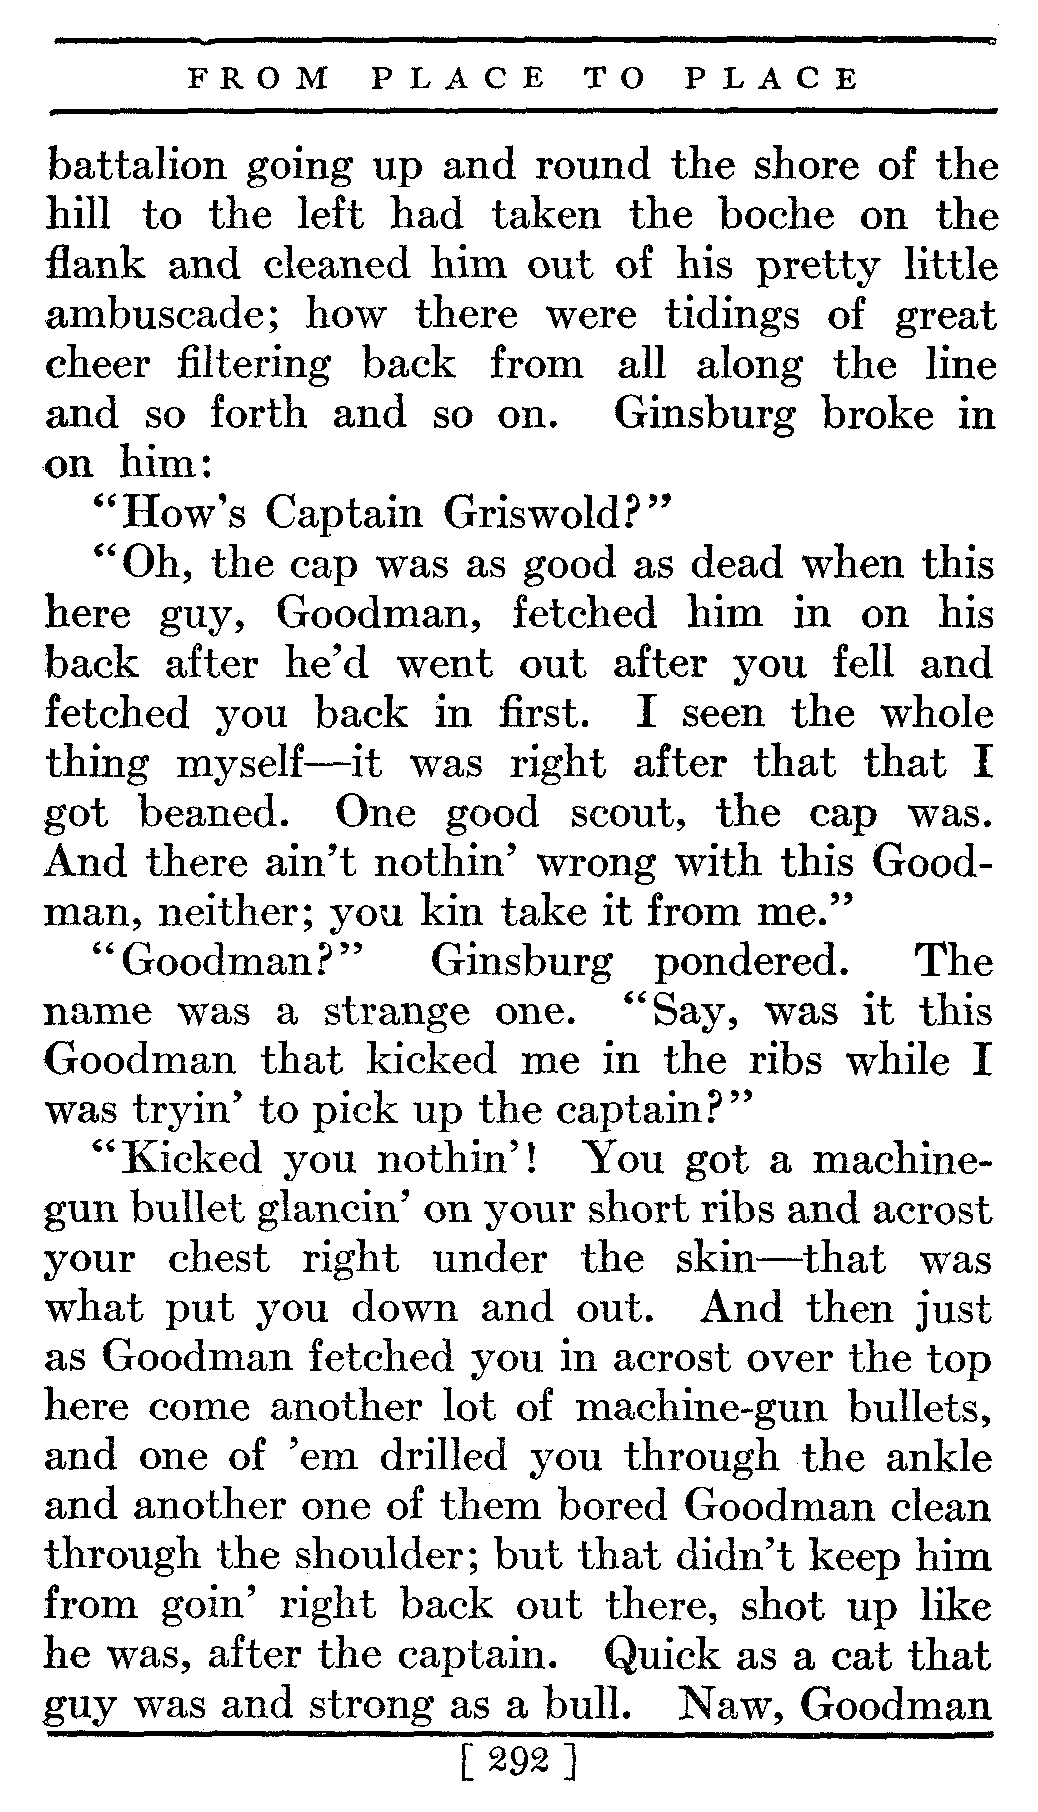 FROM PLACE TO PLACE
battalion going up and round the shore of the
hill to the left had taken the boche on the
flank and cleaned him out of his pretty little
ambuscade; how there were tidings of great
cheer filtering back from all along the line
and so forth and so on. Ginsburg broke in
on him:
“How’s Captain Griswold?”
“Oh, the cap was as good as dead when this
here guy, Goodman, fetched him in on his
back after he’d went out after you fell and
fetched you back in first. I seen the whole
thing myself—it was right after that that I
got beaned. One good scout, the cap was.
And there ain’t nothin’ wrong with this Good-
man, neither; you kin take it from me.”
“Goodman?” Ginsburg pondered. The
name was a strange one. “Say, was it this
Goodman that kicked me in the ribs while I
was tryin’ to pick up the captain?”
“Kicked you nothin’! You got a machine-
gun bullet glancin’ on your short ribs and acrost
your chest right under the skin—that was
what put you down and out. And then just
as Goodman fetched you in acrost over the top
here come another lot of machine-gun bullets,
and one of ’em drilled you through the ankle
and another one of them bored Goodman clean
through the shoulder; but that didn’t keep him
from goin’ right back out there, shot up like
he was, after the captain. Quick as a cat that
guy was and strong as a bull. Naw, Goodman
[ 292 ]